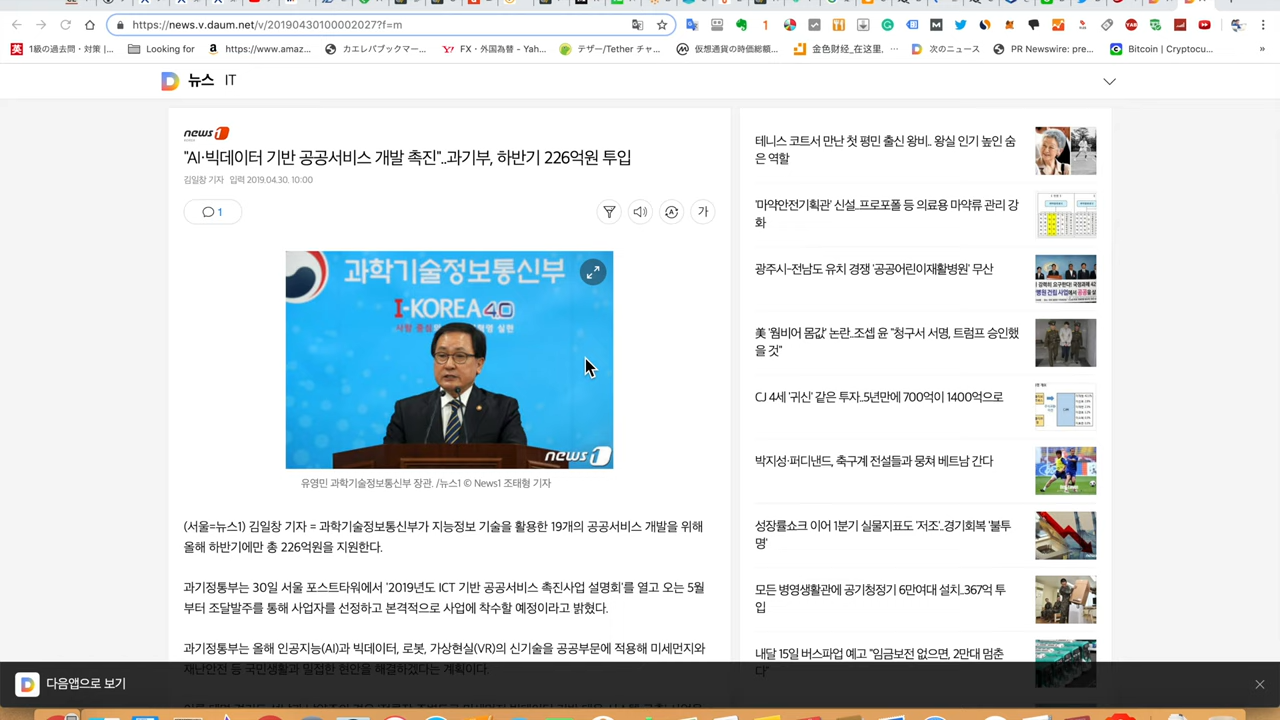 https://news.v.daum.net/v/20190430100002027?f=m
1級の過去問・対策 |...
Looking for
https://www.amaz...
カエレバブックマー...
FX・外国為替 - Yah...
テザー/Tether チャ...
仮想通貨の時価総額...
金色财经_在这里, ...
次のニュース
PR Newswire: pre...
Bitcoin | Cryptocu...
»
뉴스 IT
news1
"AI·빅데이터 기반 공공서비스 개발 촉진"..과기부, 하반기 226억원 투입
김일창 기자 입력 2019.04.30. 10:00
1
가
과학기술정보통신부
I-KOREA 4.0
news1
유영민 과학기술정보통신부 장관. /뉴스1 © News1 조태형 기자
(서울=뉴스1) 김일창 기자 = 과학기술정보통신부가 지능정보 기술을 활용한 19개의 공공서비스 개발을 위해
올해 하반기에만 총 226억원을 지원한다.
과기정통부는 30일 서울 포스트타워에서 '2019년도 ICT 기반 공공서비스 촉진사업 설명회'를 열고 오는 5월
부터 조달발주를 통해 사업자를 선정하고 본격적으로 사업에 착수할 예정이라고 밝혔다.
과기정통부는 올해 인공지능(AI)과 빅데이터, 로봇, 가상현실(VR)의 신기술을 공공부문에 적용해 미세먼지와
재난안전 등 국민생활과 밀접한 현안을 해결하겠다는 계획이다.
테니스 코트서 만난 첫 평민 출신 왕비.. 왕실 인기 높인 숨
은 역할
'마약안전기획관' 신설..프로포폴 등 의료용 마약류 관리 강
화
광주시-전남도 유치 경쟁 '공공어린이재활병원' 무산
美 '웜비어 몸값' 논란..조셉 윤 "청구서 서명, 트럼프 승인했
을 것"
CJ 4세 '귀신' 같은 투자..5년만에 700억이 1400억으로
박지성·퍼디낸드, 축구계 전설들과 뭉쳐 베트남 간다
성장률쇼크 이어 1분기 실물지표도 '저조'..경기회복 '불투
명'
모든 병영생활관에 공기청정기 6만여대 설치..367억 투
입
내달 15일 버스파업 예고 "임금보전 없으면, 2만대 멈춘
다"
다음앱으로 보기